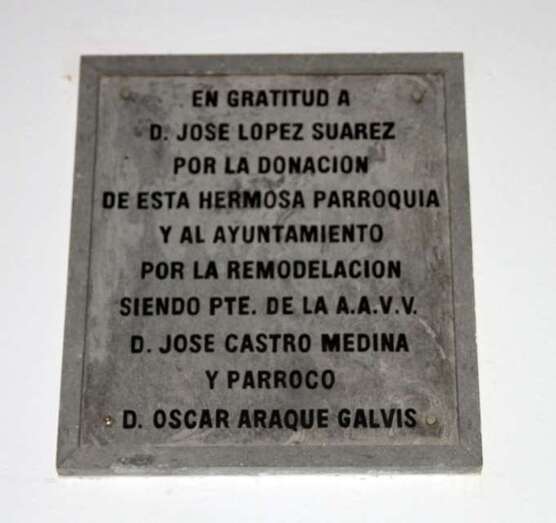 EN GRATITUD A
D. JOSE LOPEZ SUAREZ
POR LA DONACION
DE ESTA HERMOSA PARROQUIA
Y AL AYUNTAMIENTO
POR LA REMODELACION
SIENDO PTE. DE LA A.A.V.V.
D. JOSE CASTRO MEDINA
Y PARROCO
D. OSCAR ARAQUE GALVIS